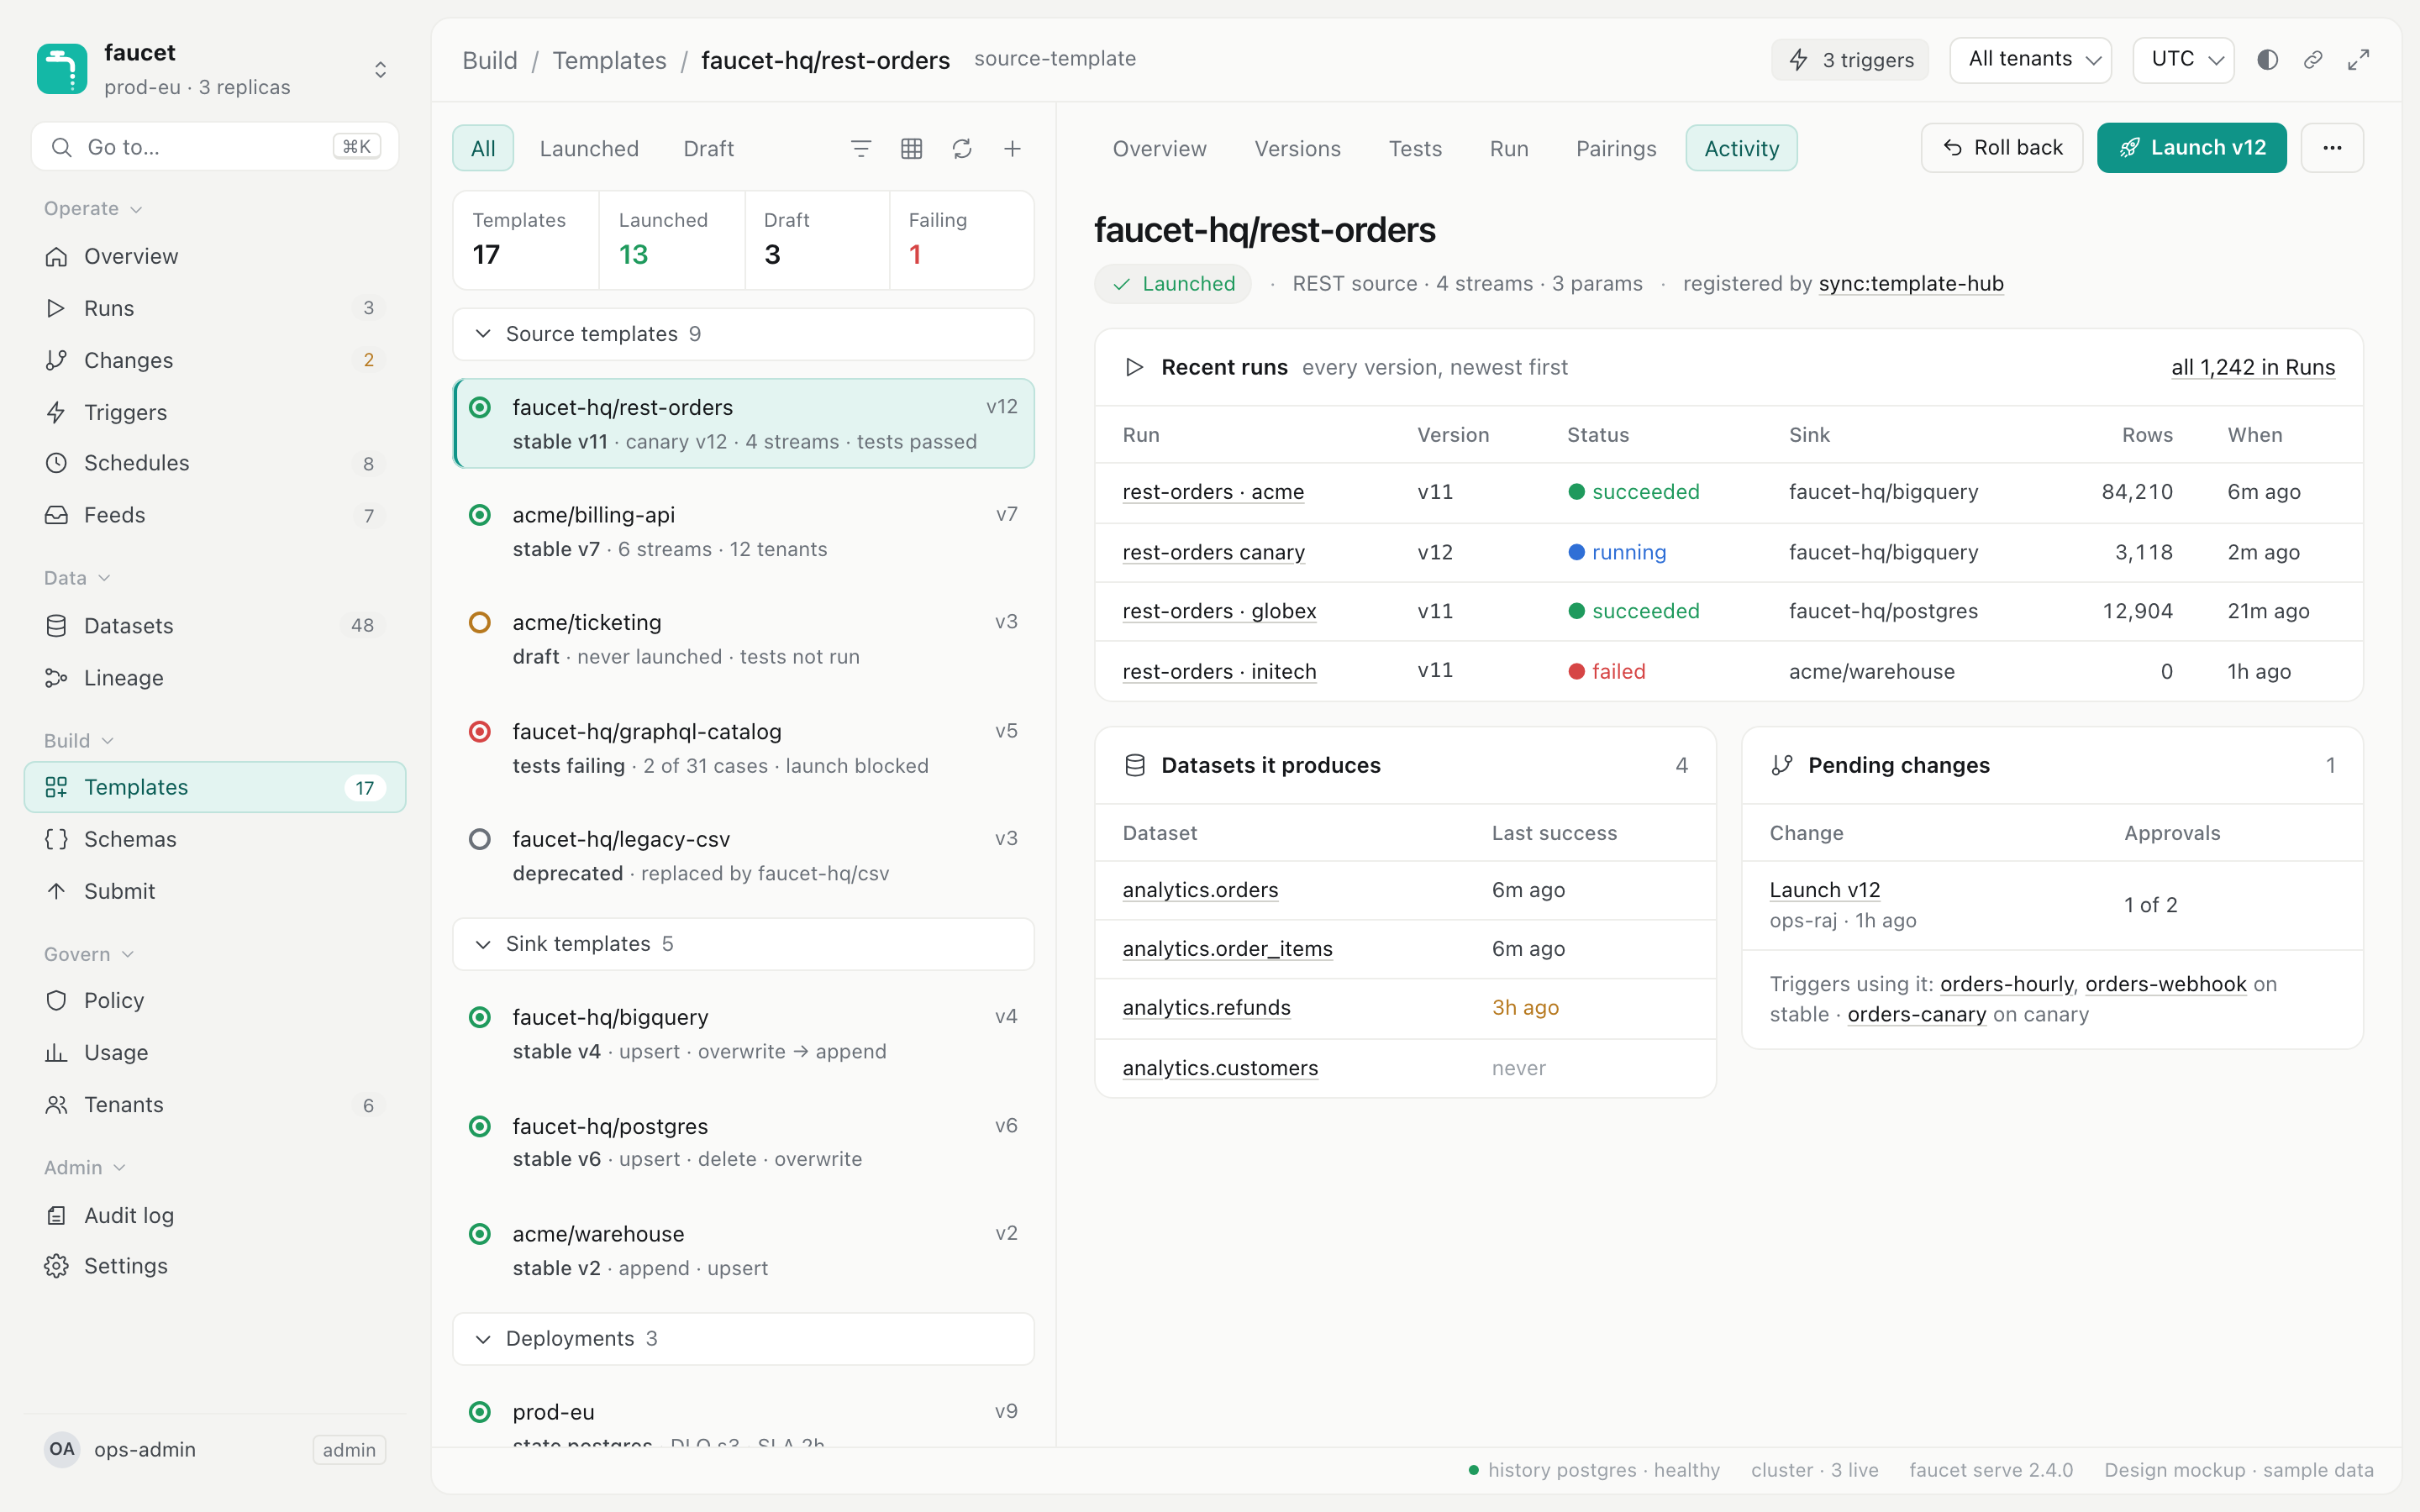 faucet
prod-eu · 3 replicas
Go to...
⌘K
Operate
Overview
Runs 3
Changes 2
Triggers
Schedules 8
Feeds 7
Data
Datasets 48
Lineage
Build
Templates 17
Schemas
Submit
Govern
Policy
Usage
Tenants 6
Admin
Audit log
Settings
OA ops-admin admin
Build / Templates / faucet-hq/rest-orders source-template
3 triggers
All tenants
UTC
All Launched Draft
Templates Launched Draft Failing
17 13 3 1
Source templates 9
faucet-hq/rest-orders v12
stable v11 · canary v12 · 4 streams · tests passed
acme/billing-api v7
stable v7 · 6 streams · 12 tenants
acme/ticketing v3
draft · never launched · tests not run
faucet-hq/graphql-catalog v5
tests failing · 2 of 31 cases · launch blocked
faucet-hq/legacy-csv v3
deprecated · replaced by faucet-hq/csv
Sink templates 5
faucet-hq/bigquery v4
stable v4 · upsert · overwrite → append
faucet-hq/postgres v6
stable v6 · upsert · delete · overwrite
acme/warehouse v2
stable v2 · append · upsert
Deployments 3
prod-eu v9
state postgres · DLQ s3 · SLA 2h
Overview Versions Tests Run Pairings Activity
Roll back
Launch v12
faucet-hq/rest-orders
Launched · REST source · 4 streams · 3 params · registered by sync:template-hub
Recent runs every version, newest first all 1,242 in Runs
Run Version Status Sink Rows When
rest-orders · acme v11 succeeded faucet-hq/bigquery 84,210 6m ago
rest-orders canary v12 running faucet-hq/bigquery 3,118 2m ago
rest-orders · globex v11 succeeded faucet-hq/postgres 12,904 21m ago
rest-orders · initech v11 failed acme/warehouse 0 1h ago
Datasets it produces 4
Dataset Last success
analytics.orders 6m ago
analytics.order_items 6m ago
analytics.refunds 3h ago
analytics.customers never
Pending changes 1
Change Approvals
Launch v12
ops-raj · 1h ago
1 of 2
Triggers using it: orders-hourly, orders-webhook on
stable · orders-canary on canary
history postgres · healthy cluster · 3 live faucet serve 2.4.0 Design mockup · sample data